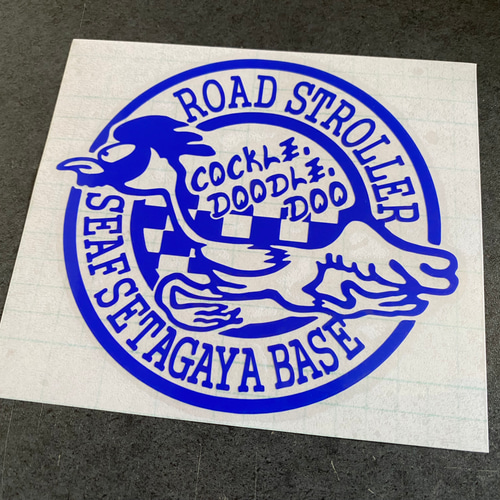 ROAD STROLLER
COCKLE.
DOODLE.
DOO
SEAF SETAGAYA BASE